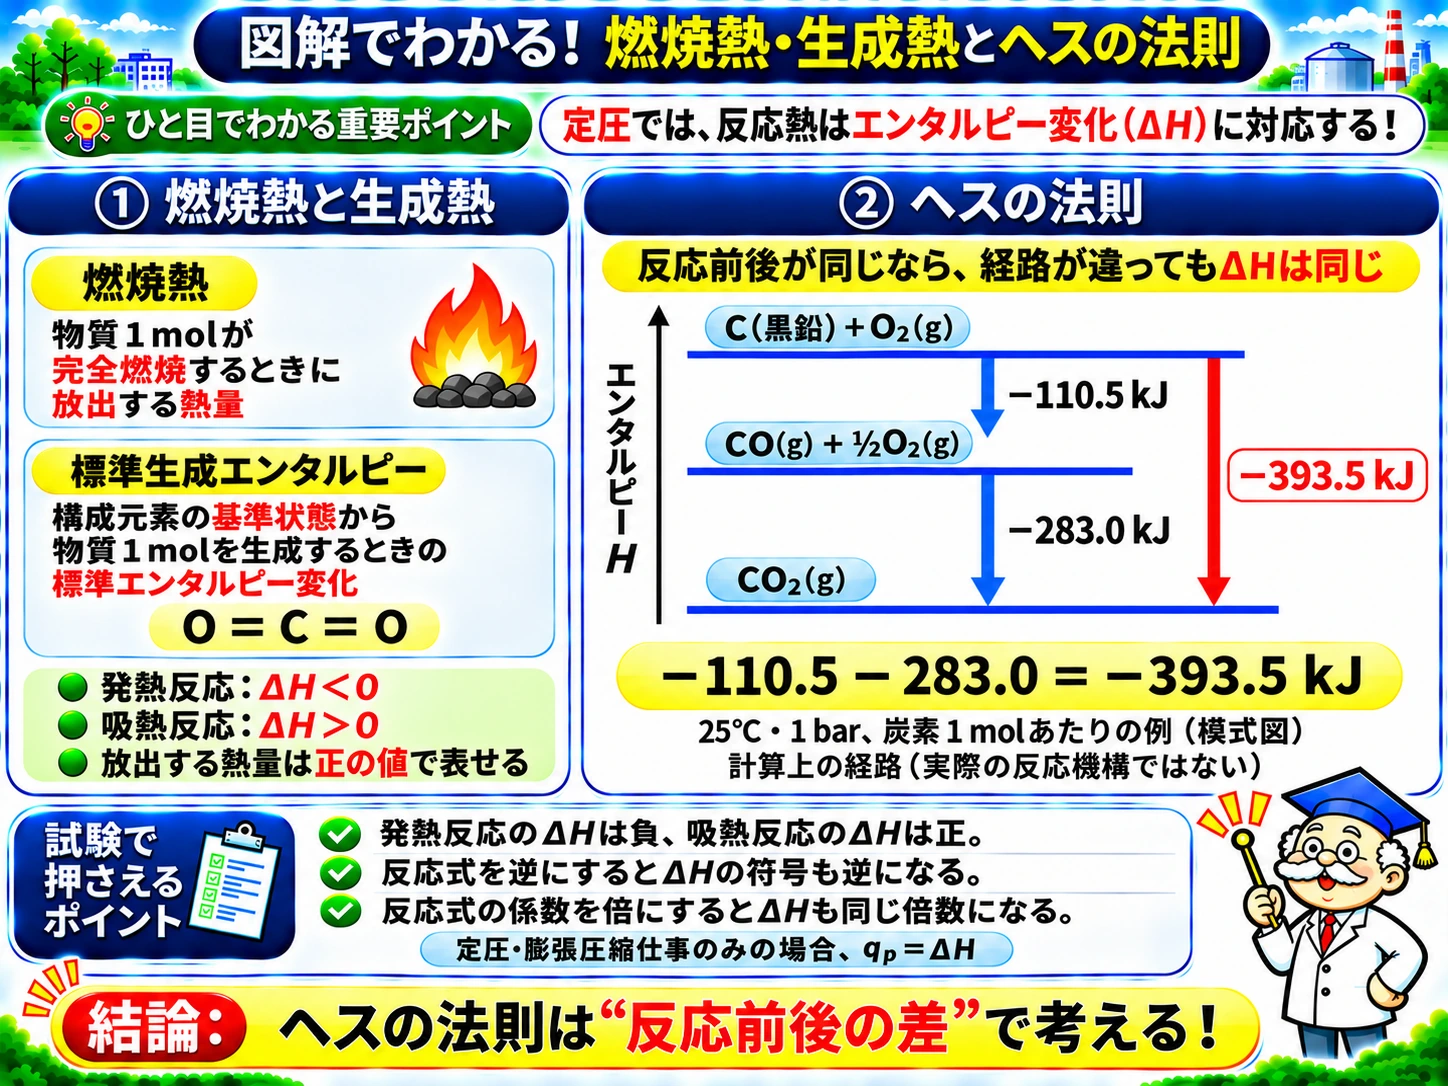 図解でわかる！ 燃焼熱・生成熱とヘスの法則
ひと目でわかる重要ポイント
定圧では、反応熱はエンタルピー変化(ΔH)に対応する！
① 燃焼熱と生成熱
燃焼熱
物質1molが
完全燃焼するときに
放出する熱量
標準生成エンタルピー
構成元素の基準状態から
物質1molを生成するときの
標準エンタルピー変化
O = C = O
発熱反応：ΔH＜0
吸熱反応：ΔH＞0
放出する熱量は正の値で表せる
② ヘスの法則
反応前後が同じなら、経路が違ってもΔHは同じ
エンタルピーH
C(黒鉛)+O₂(g)
−110.5 kJ
CO(g) + ½O₂(g)
−393.5 kJ
−283.0 kJ
CO₂(g)
−110.5 − 283.0 = −393.5 kJ
25℃・1 bar、炭素1molあたりの例（模式図）
計算上の経路（実際の反応機構ではない）
試験で
押さえる
ポイント
発熱反応のΔHは負、吸熱反応のΔHは正。
反応式を逆にするとΔHの符号も逆になる。
反応式の係数を倍にするとΔHも同じ倍数になる。
定圧・膨張圧縮仕事のみの場合、qₚ＝ΔH
結論：
ヘスの法則は“反応前後の差”で考える！